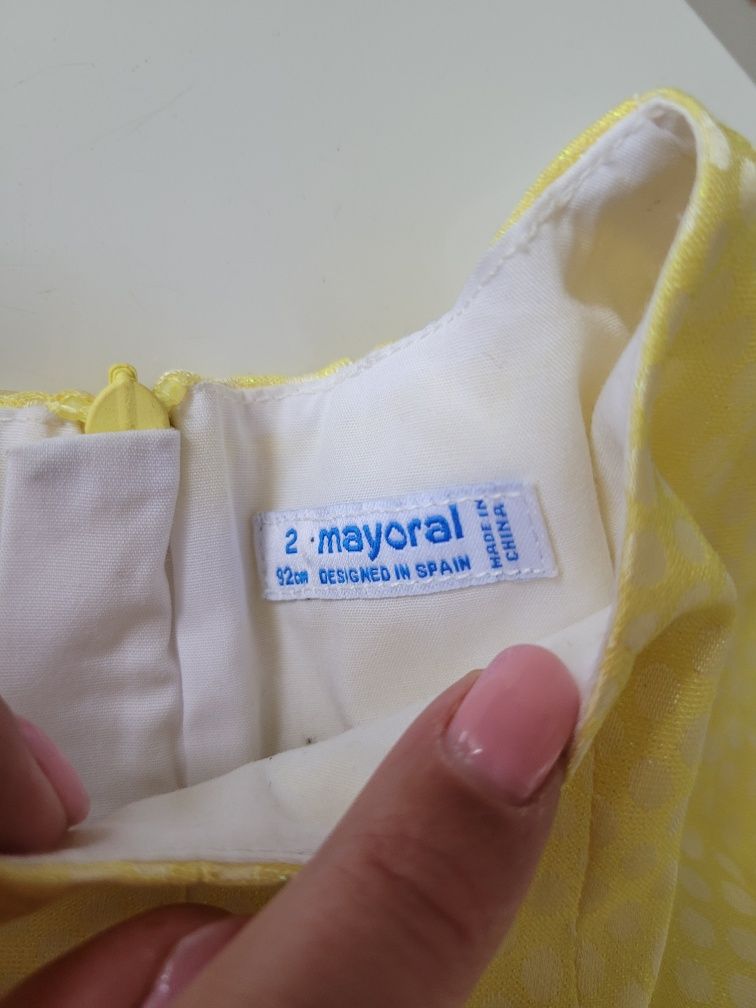 2 mayoral
92cm DESIGNED IN SPAIN
MADE IN
CHINA